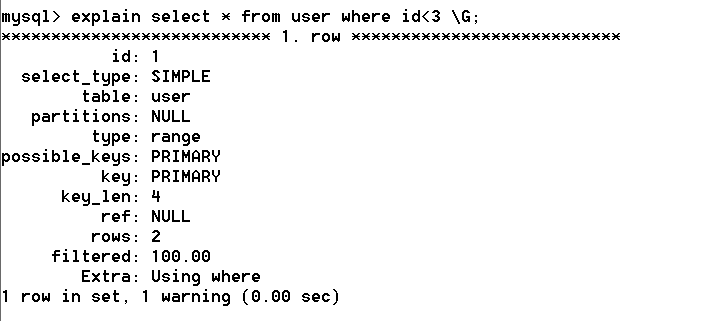 mysql> explain select * from user where id<3 \G;
*************************** 1. row ***************************
id: 1
select_type: SIMPLE
table: user
partitions: NULL
type: range
possible_keys: PRIMARY
key: PRIMARY
key_len: 4
ref: NULL
rows: 2
filtered: 100.00
Extra: Using where
1 row in set, 1 warning (0.00 sec)